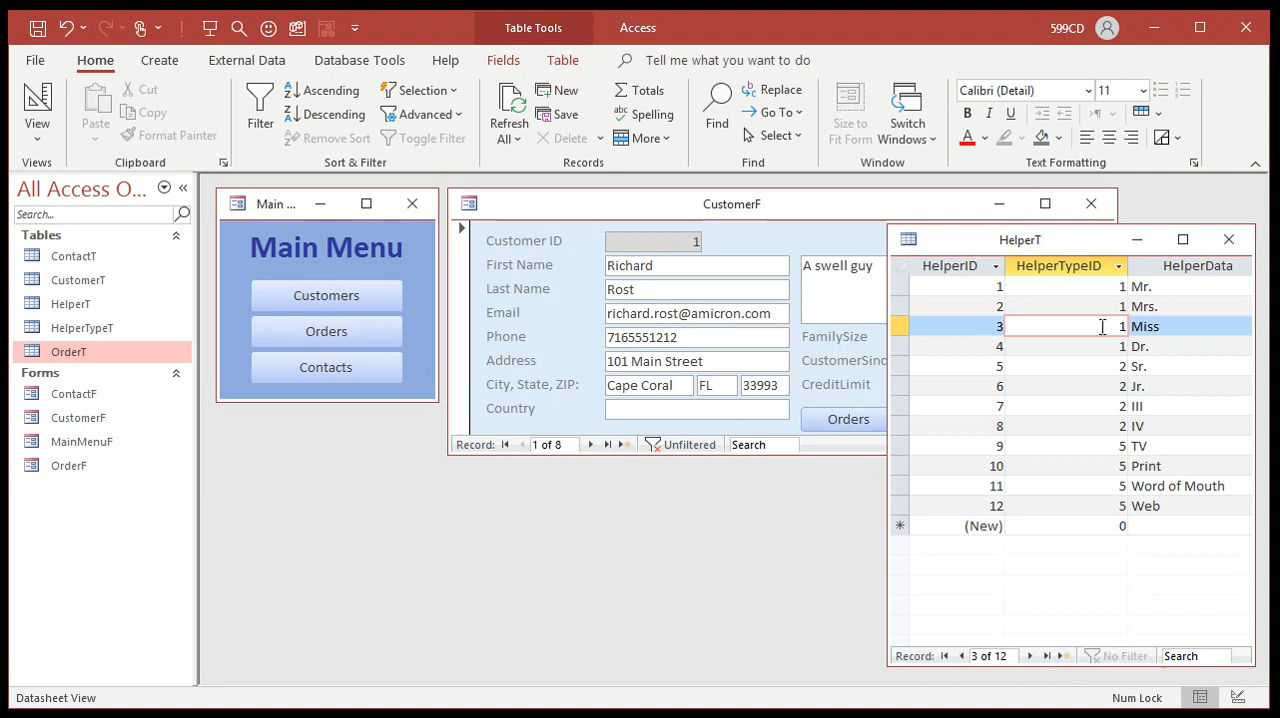 Table Tools
Access
599CD
File Home Create External Data Database Tools Help Fields Table Tell me what you want to do
View
Views
Paste
Cut
Copy
Format Painter
Clipboard
Filter
Ascending
Descending
Remove Sort
Selection
Advanced
Toggle Filter
Sort & Filter
Refresh
All
New
Save
Delete
Totals
Spelling
More
Records
Find
Replace
Go To
Select
Find
Size to
Fit Form
Switch
Windows
Window
Calibri (Detail) 11
B I U
A
Text Formatting
All Access O...
Search...
Tables
ContactT
CustomerT
HelperT
HelperTypeT
OrderT
Forms
ContactF
CustomerF
MainMenuF
OrderF
Main ...
Main Menu
Customers
Orders
Contacts
CustomerF
Customer ID 1
First Name Richard
Last Name Rost
Email richard.rost@amicron.com
Phone 7165551212
Address 101 Main Street
City, State, ZIP: Cape Coral FL 33993
Country
A swell guy
FamilySize
CustomerSinc
CreditLimit
Orders
Record: 1 of 8 Unfiltered Search
HelperT
HelperID HelperTypeID HelperData
1 1 Mr.
2 1 Mrs.
3 1 Miss
4 1 Dr.
5 2 Sr.
6 2 Jr.
7 2 III
8 2 IV
9 5 TV
10 5 Print
11 5 Word of Mouth
12 5 Web
(New) 0
Record: 3 of 12 No Filter Search
Datasheet View
Num Lock